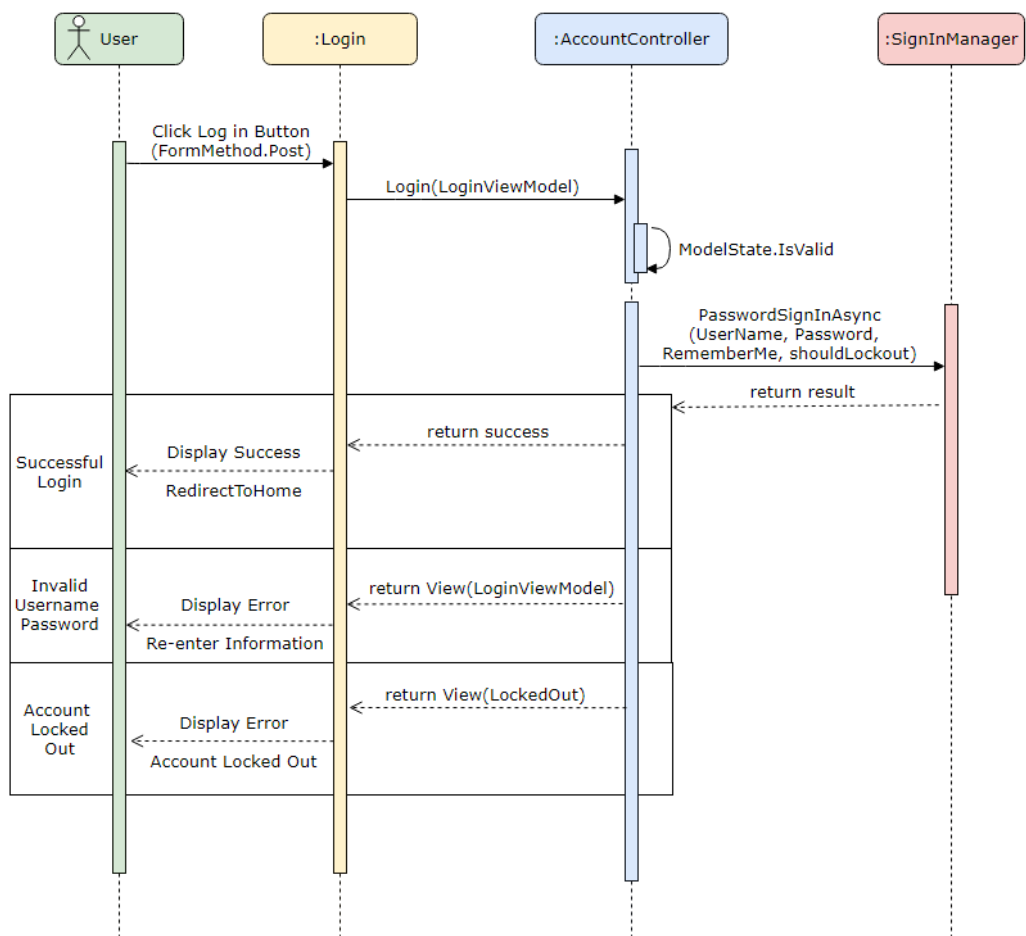 User
:Login
:AccountController
:SignInManager
Click Log in Button
(FormMethod.Post)
Login(LoginViewModel)
ModelState.IsValid
PasswordSignInAsync
(UserName, Password,
RememberMe, shouldLockout)
return result
return success
Successful
Login
Display Success
RedirectToHome
Invalid
Username
Password
return View(LoginViewModel)
Display Error
Re-enter Information
Account
Locked
Out
return View(LockedOut)
Display Error
Account Locked Out